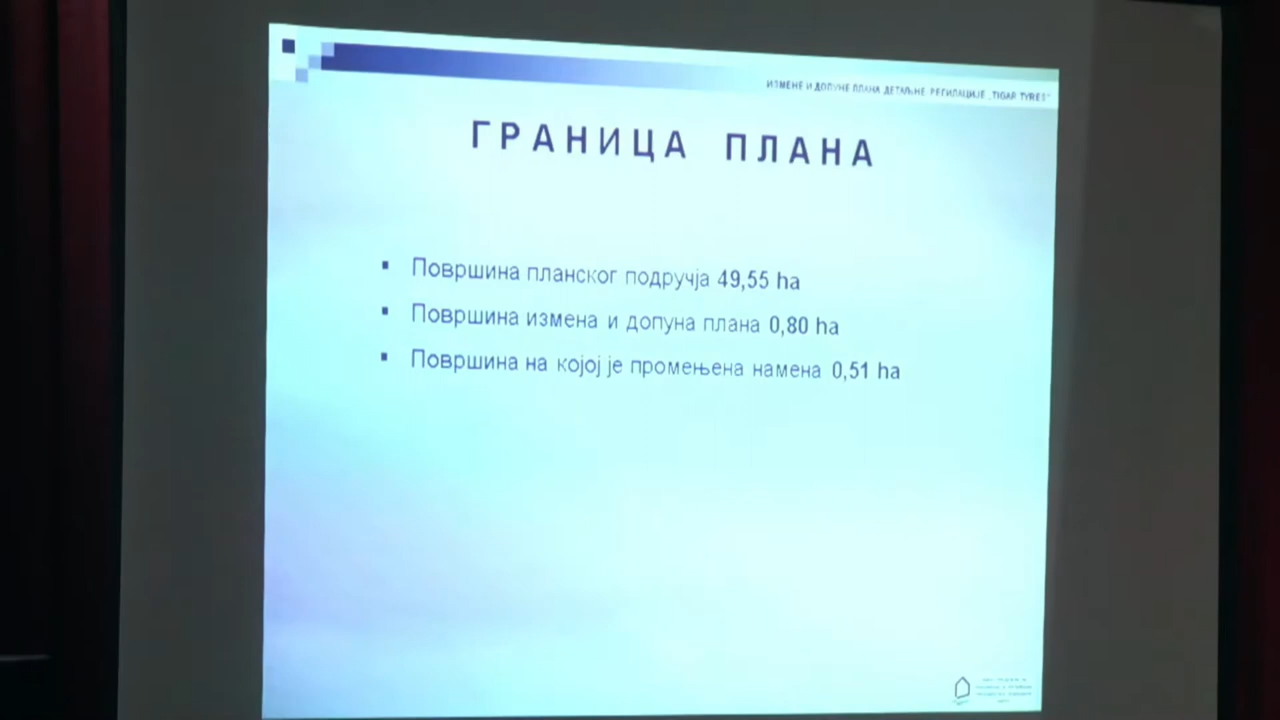 ИЗМЕНЕ И ДОПУНЕ ПЛАНА ДЕТАЉНЕ РЕГУЛАЦИЈЕ „TIGAR TYRES"
ГРАНИЦА ПЛАНА
▪ Површина планског подручја 49,55 ha
▪ Површина измена и допуна плана 0,80 ha
▪ Површина на којој је промењена намена 0,51 ha